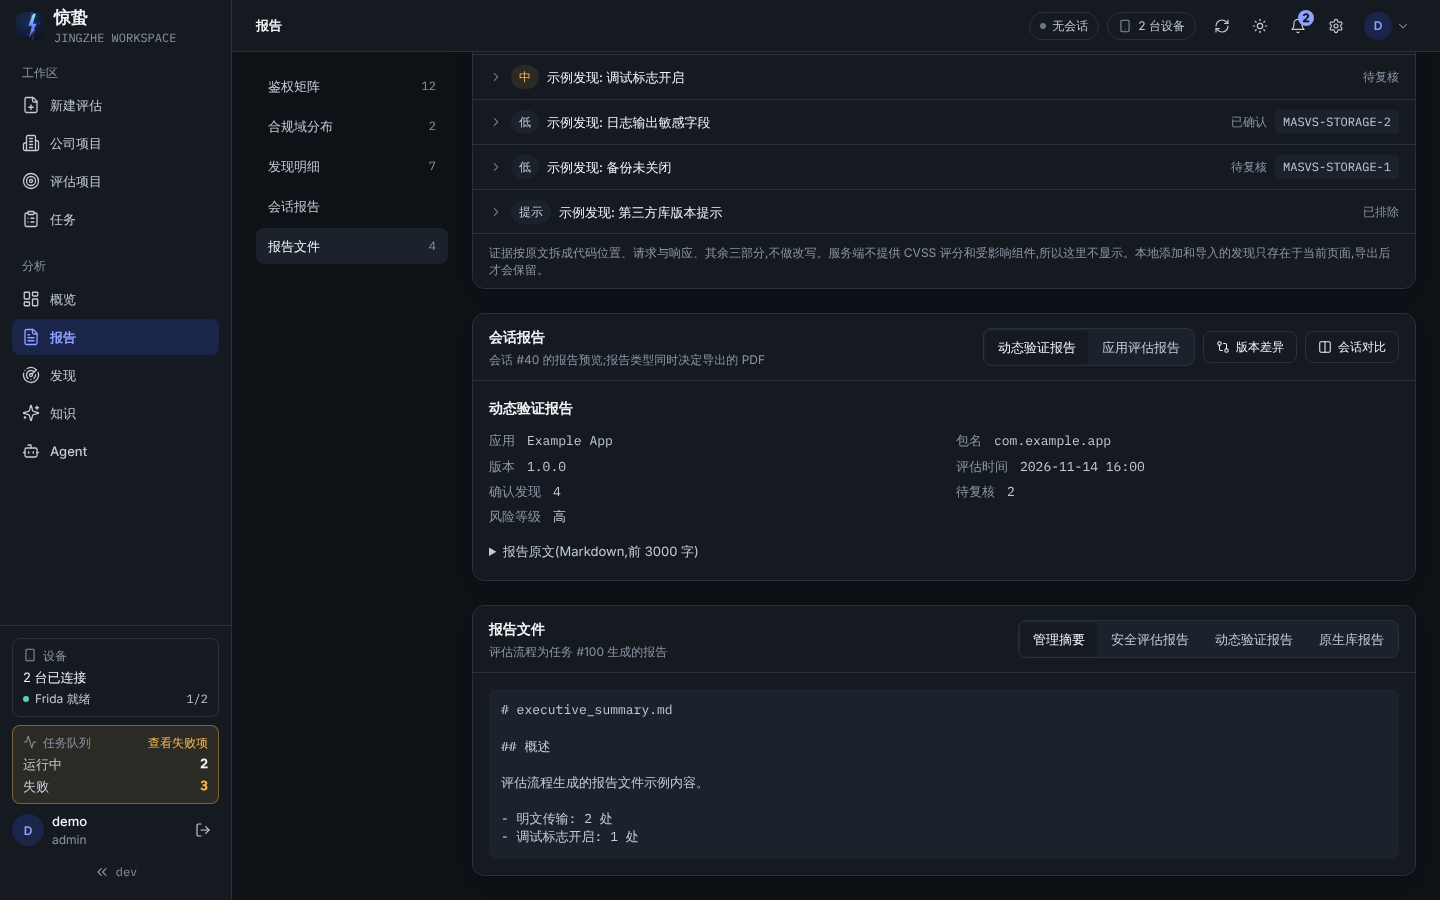 惊蛰
JINGZHE WORKSPACE
工作区
新建评估
公司项目
评估项目
任务
分析
概览
报告
发现
知识
Agent
设备
2 台已连接
Frida 就绪 1/2
任务队列 查看失败项
运行中 2
失败 3
D demo
admin
dev
报告
无会话
2 台设备
2
D
鉴权矩阵 12
合规域分布 2
发现明细 7
会话报告
报告文件 4
中 示例发现: 调试标志开启 待复核
低 示例发现: 日志输出敏感字段 已确认 MASVS-STORAGE-2
低 示例发现: 备份未关闭 待复核 MASVS-STORAGE-1
提示 示例发现: 第三方库版本提示 已排除
证据按原文拆成代码位置、请求与响应、其余三部分,不做改写。服务端不提供 CVSS 评分和受影响组件,所以这里不显示。本地添加和导入的发现只存在于当前页面,导出后
才会保留。
会话报告
会话 #40 的报告预览;报告类型同时决定导出的 PDF
动态验证报告 应用评估报告 版本差异 会话对比
动态验证报告
应用 Example App 包名 com.example.app
版本 1.0.0 评估时间 2026-11-14 16:00
确认发现 4 待复核 2
风险等级 高
报告原文(Markdown,前 3000 字)
报告文件
评估流程为任务 #100 生成的报告
管理摘要 安全评估报告 动态验证报告 原生库报告
# executive_summary.md
## 概述
评估流程生成的报告文件示例内容。
- 明文传输: 2 处
- 调试标志开启: 1 处